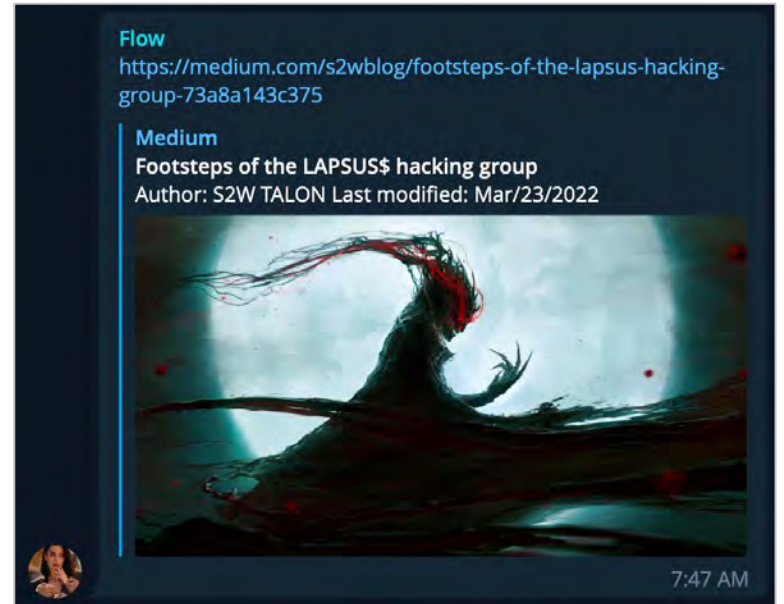 Flow
https://medium.com/s2wblog/footsteps-of-the-lapsus-hacking-
group-73a8a143c375
Medium
Footsteps of the LAPSUS$ hacking group
Author: S2W TALON Last modified: Mar/23/2022
7:47 AM